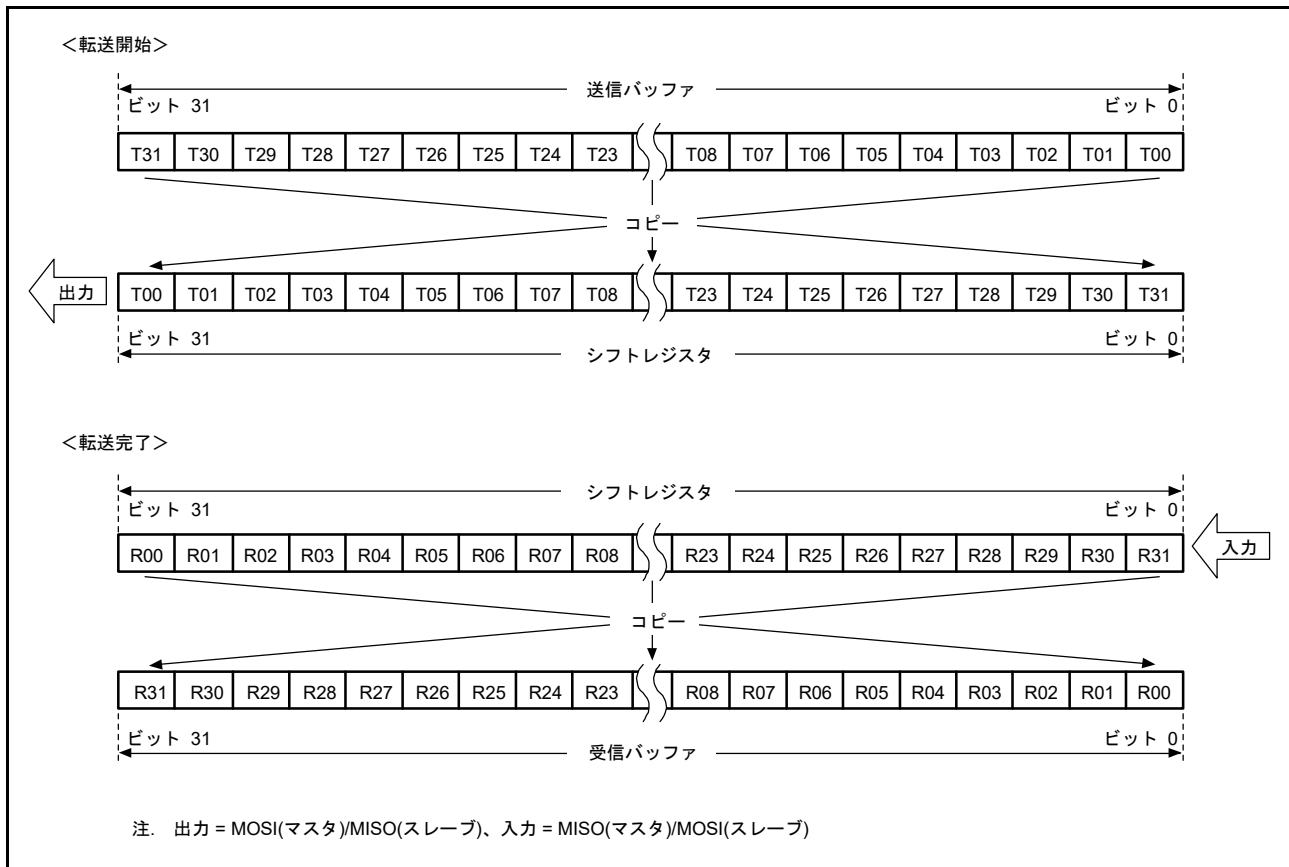 ＜転送開始＞
送信バッファ
ビット 31 ビット 0
T31 T30 T29 T28 T27 T26 T25 T24 T23 T08 T07 T06 T05 T04 T03 T02 T01 T00
コピー
出力 T00 T01 T02 T03 T04 T05 T06 T07 T08 T23 T24 T25 T26 T27 T28 T29 T30 T31
ビット 31 ビット 0
シフトレジスタ
＜転送完了＞
シフトレジスタ
ビット 31 ビット 0
R00 R01 R02 R03 R04 R05 R06 R07 R08 R23 R24 R25 R26 R27 R28 R29 R30 R31 入力
コピー
R31 R30 R29 R28 R27 R26 R25 R24 R23 R08 R07 R06 R05 R04 R03 R02 R01 R00
ビット 31 ビット 0
受信バッファ
注. 出力 = MOSI(マスタ)/MISO(スレーブ)、入力 = MISO(マスタ)/MOSI(スレーブ)